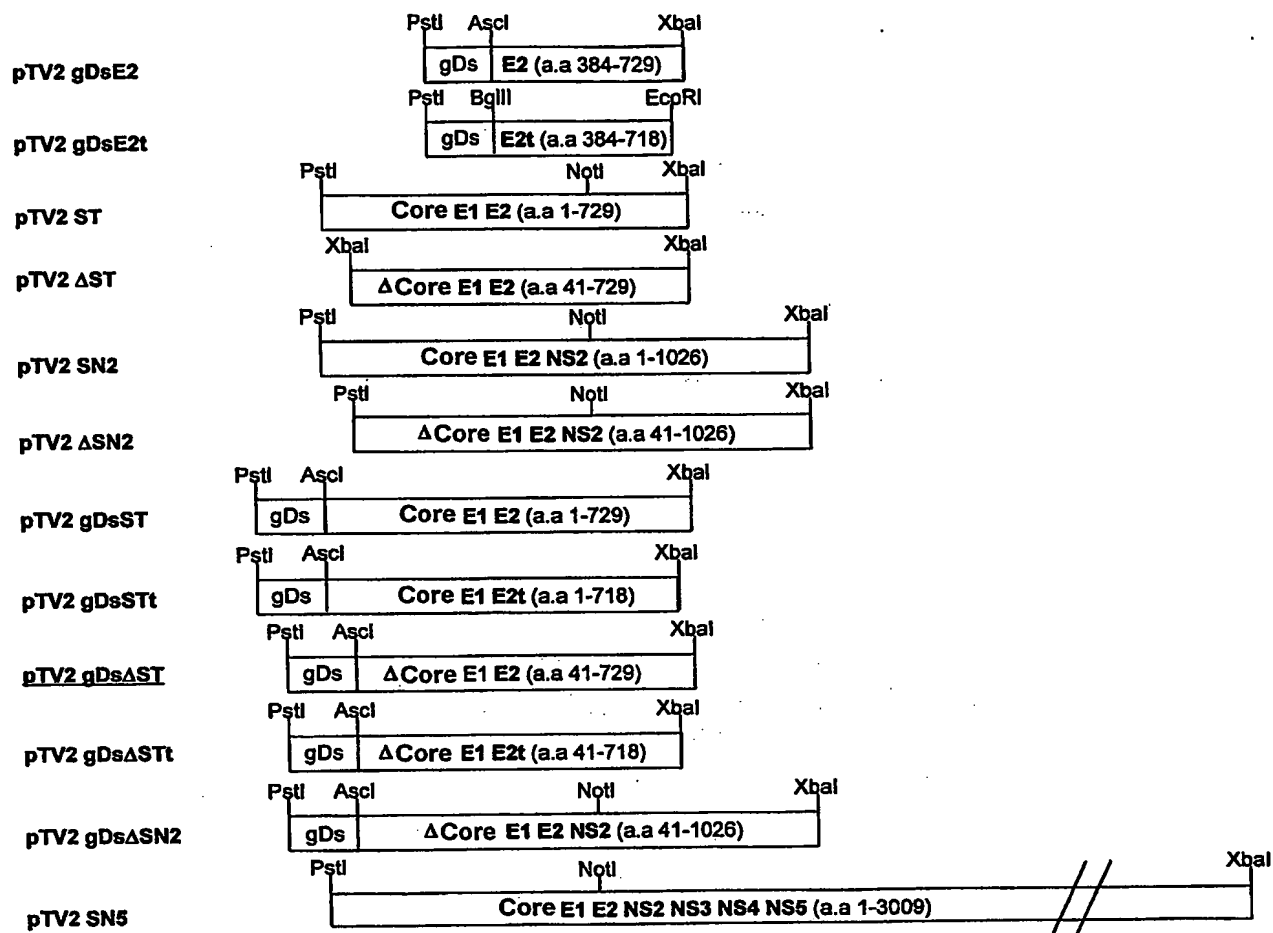 PstI AscI XbaI
pTV2 gDsE2 gDs E2 (a.a 384-729)
PstI BglII EcoRI
pTV2 gDsE2t gDs E2t (a.a 384-718)
PstI NotI XbaI
pTV2 ST Core E1 E2 (a.a 1-729)
XbaI XbaI
pTV2 ΔST ΔCore E1 E2 (a.a 41-729)
PstI NotI XbaI
pTV2 SN2 Core E1 E2 NS2 (a.a 1-1026)
PstI NotI XbaI
pTV2 ΔSN2 ΔCore E1 E2 NS2 (a.a 41-1026)
PstI AscI XbaI
pTV2 gDsST gDs Core E1 E2 (a.a 1-729)
PstI AscI XbaI
pTV2 gDsSTt gDs Core E1 E2t (a.a 1-718)
PstI AscI XbaI
pTV2 gDsΔST gDs ΔCore E1 E2 (a.a 41-729)
PstI AscI XbaI
pTV2 gDsΔSTt gDs ΔCore E1 E2t (a.a 41-718)
PstI AscI NotI XbaI
pTV2 gDsΔSN2 gDs ΔCore E1 E2 NS2 (a.a 41-1026)
PstI NotI XbaI
pTV2 SN5 Core E1 E2 NS2 NS3 NS4 NS5 (a.a 1-3009)